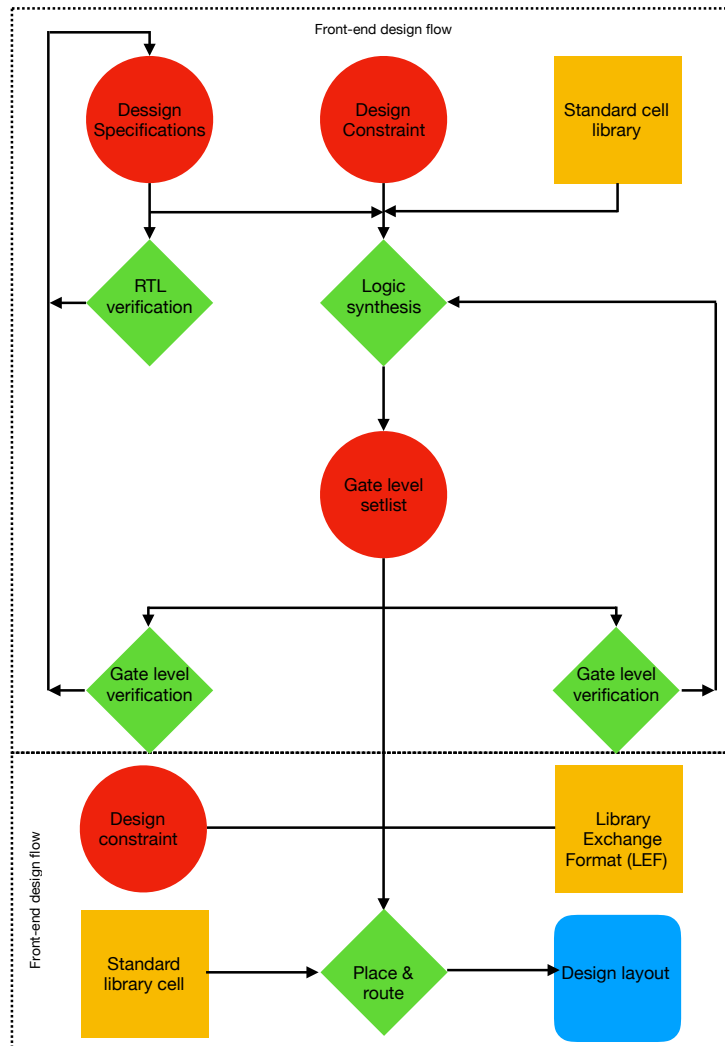 Front-end design flow
Dessign
Specifications
Design
Constraint
Standard cell
library
RTL
verification
Logic
synthesis
Gate level
setlist
Gate level
verification
Gate level
verification
Front-end design flow
Design
constraint
Library
Exchange
Format (LEF)
Standard
library cell
Place &
route
Design layout